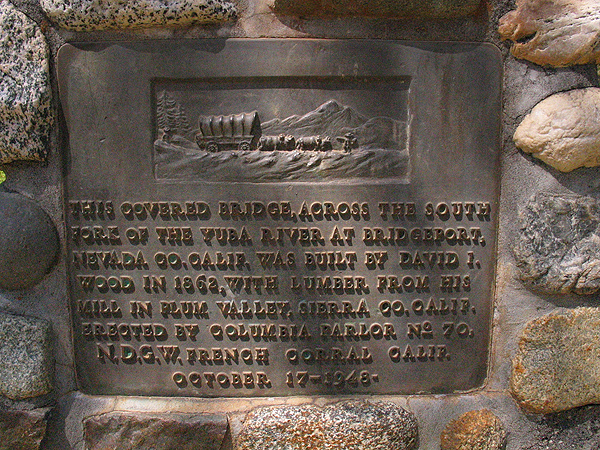 THIS COVERED BRIDGE, ACROSS THE SOUTH
FORK OF THE YUBA RIVER AT BRIDGEPORT,
NEVADA CO. CALIF. WAS BUILT BY DAVID I.
WOOD IN 1862, WITH LUMBER FROM HIS
MILL IN PLUM VALLEY, SIERRA CO. CALIF.
ERECTED BY COLUMBIA PARLOR No 70.
N.D.G.W. FRENCH CORRAL CALIF.
OCTOBER 17-1948-